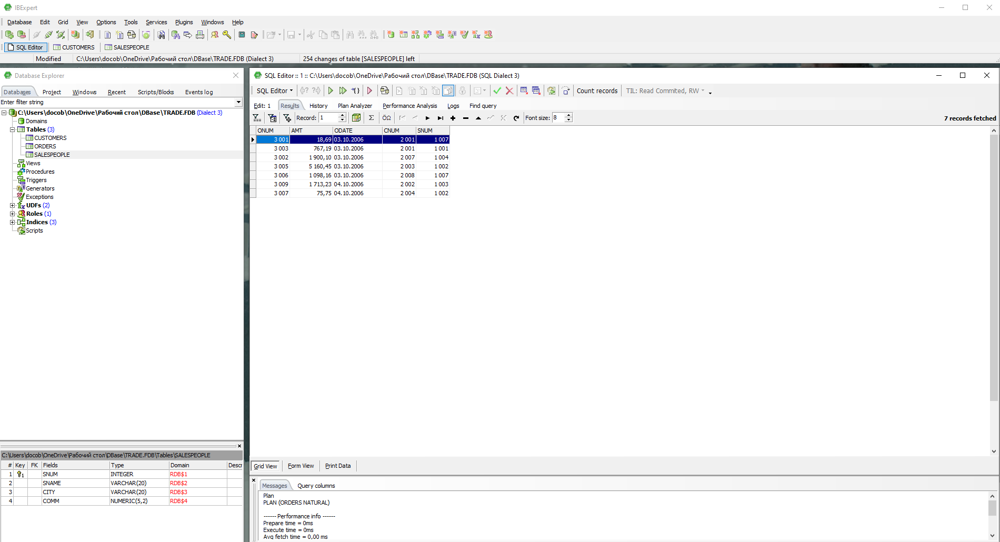 IBExpert
Database Edit Grid View Options Tools Services Plugins Windows Help
SQL Editor CUSTOMERS SALESPEOPLE
Modified C:\Users\docob\OneDrive\Рабочий стол\DBase\TRADE.FDB (Dialect 3) 254 changes of table [SALESPEOPLE] left
Database Explorer
Databases Project Windows Recent Scripts/Blocks Events log
Enter filter string
C:\Users\docob\OneDrive\Рабочий стол\DBase\TRADE.FDB (Dialect 3)
Domains
Tables (3)
CUSTOMERS
ORDERS
SALESPEOPLE
Views
Procedures
Triggers
Generators
Exceptions
UDFs (2)
Roles (1)
Indices (3)
Scripts
C:\Users\docob\OneDrive\Рабочий стол\DBase\TRADE.FDB\Tables\SALESPEOPLE
# Key FK Fields Type Domain Descr
1 1 SNUM INTEGER RDB$1
2 SNAME VARCHAR(20) RDB$2
3 CITY VARCHAR(20) RDB$3
4 COMM NUMERIC(5,2) RDB$4
SQL Editor :: 1 :: C:\Users\docob\OneDrive\Рабочий стол\DBase\TRADE.FDB (SQL Dialect 3)
SQL Editor Count records TIL: Read Commited, RW
Edit: 1 Results History Plan Analyzer Performance Analysis Logs Find query
Record: 1 Σ ÖΩ Font size: 8 7 records fetched
ONUM AMT ODATE CNUM SNUM
3 001 18,69 03.10.2006 2 001 1 007
3 003 767,19 03.10.2006 2 001 1 001
3 002 1 900,10 03.10.2006 2 007 1 004
3 005 5 160,45 03.10.2006 2 003 1 002
3 006 1 098,16 03.10.2006 2 008 1 007
3 009 1 713,23 04.10.2006 2 002 1 003
3 007 75,75 04.10.2006 2 004 1 002
Grid View Form View Print Data
Messages Query columns
Plan
PLAN (ORDERS NATURAL)
------ Performance info ------
Prepare time = 0ms
Execute time = 0ms
Avg fetch time = 0,00 ms